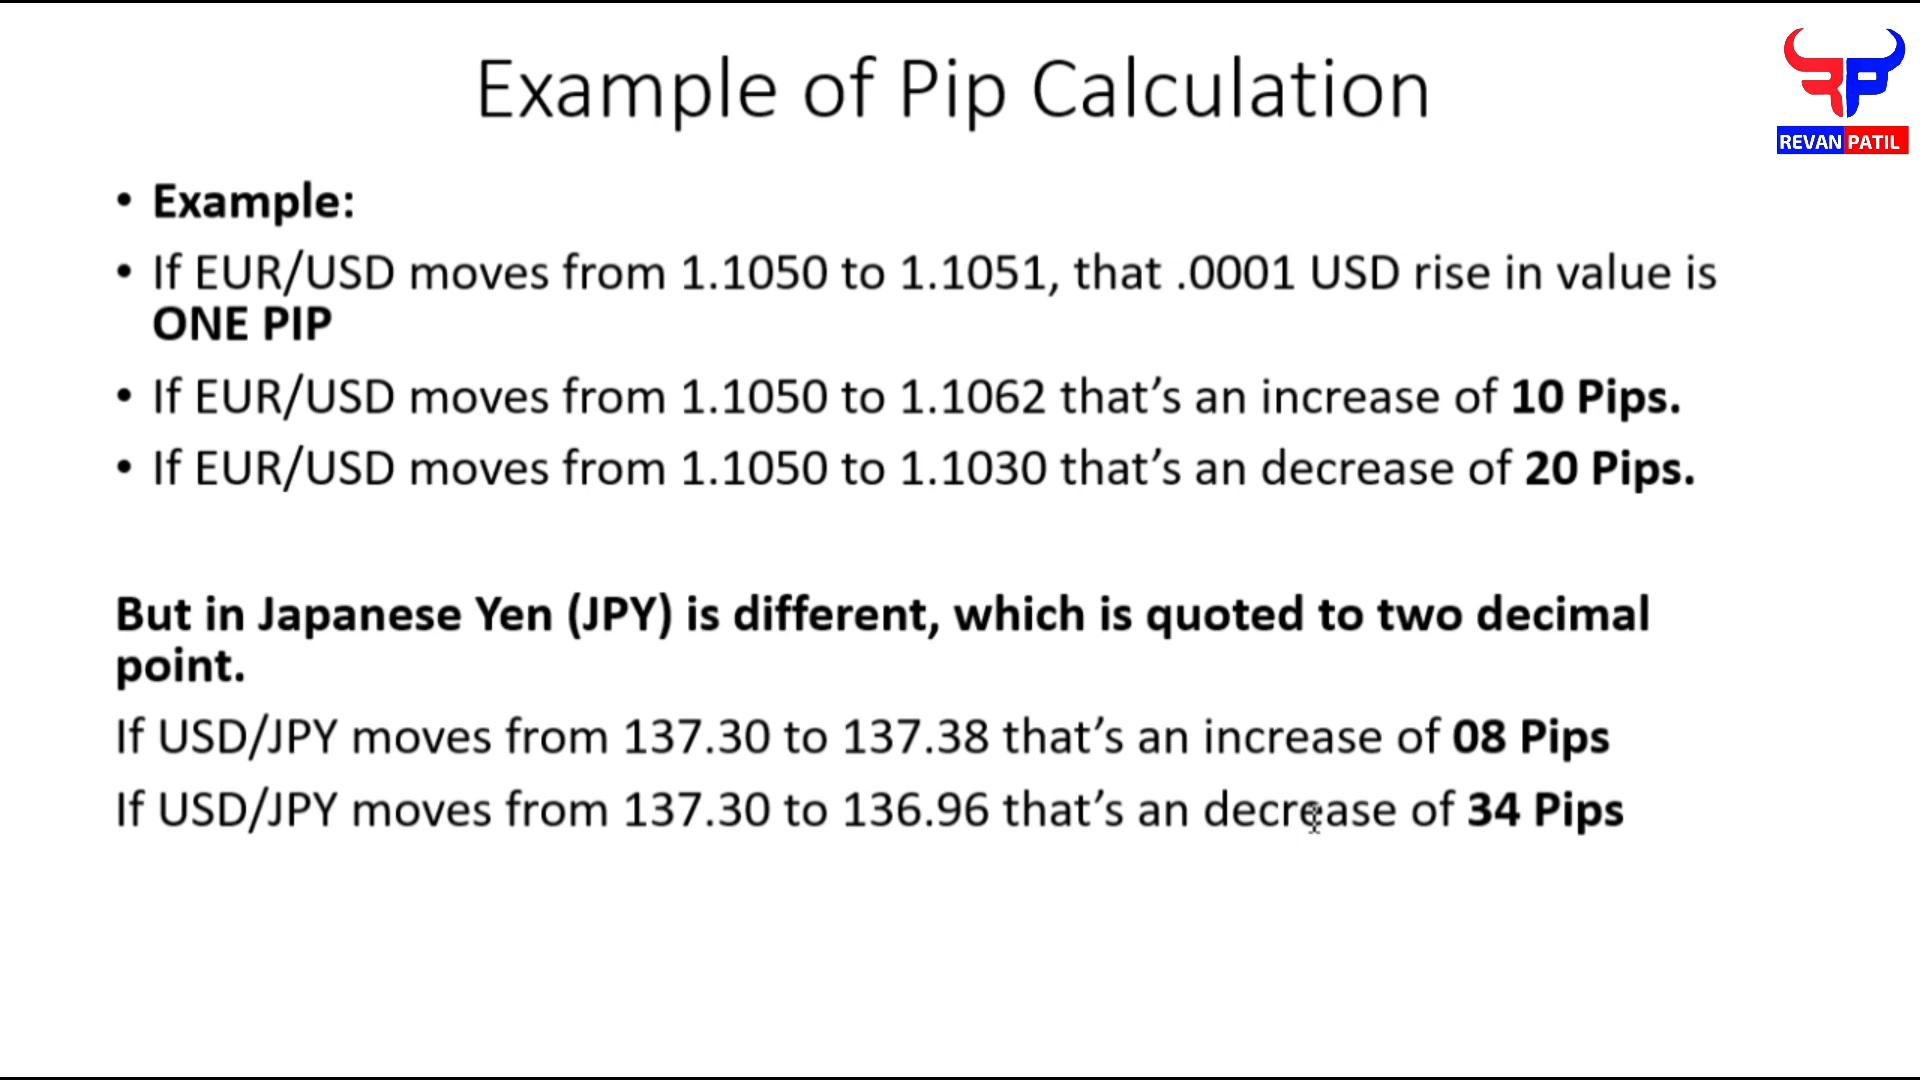 Example of Pip Calculation
REVAN PATIL
• Example:
• If EUR/USD moves from 1.1050 to 1.1051, that .0001 USD rise in value is
ONE PIP
• If EUR/USD moves from 1.1050 to 1.1062 that’s an increase of 10 Pips.
• If EUR/USD moves from 1.1050 to 1.1030 that’s an decrease of 20 Pips.
But in Japanese Yen (JPY) is different, which is quoted to two decimal
point.
If USD/JPY moves from 137.30 to 137.38 that’s an increase of 08 Pips
If USD/JPY moves from 137.30 to 136.96 that’s an decrease of 34 Pips